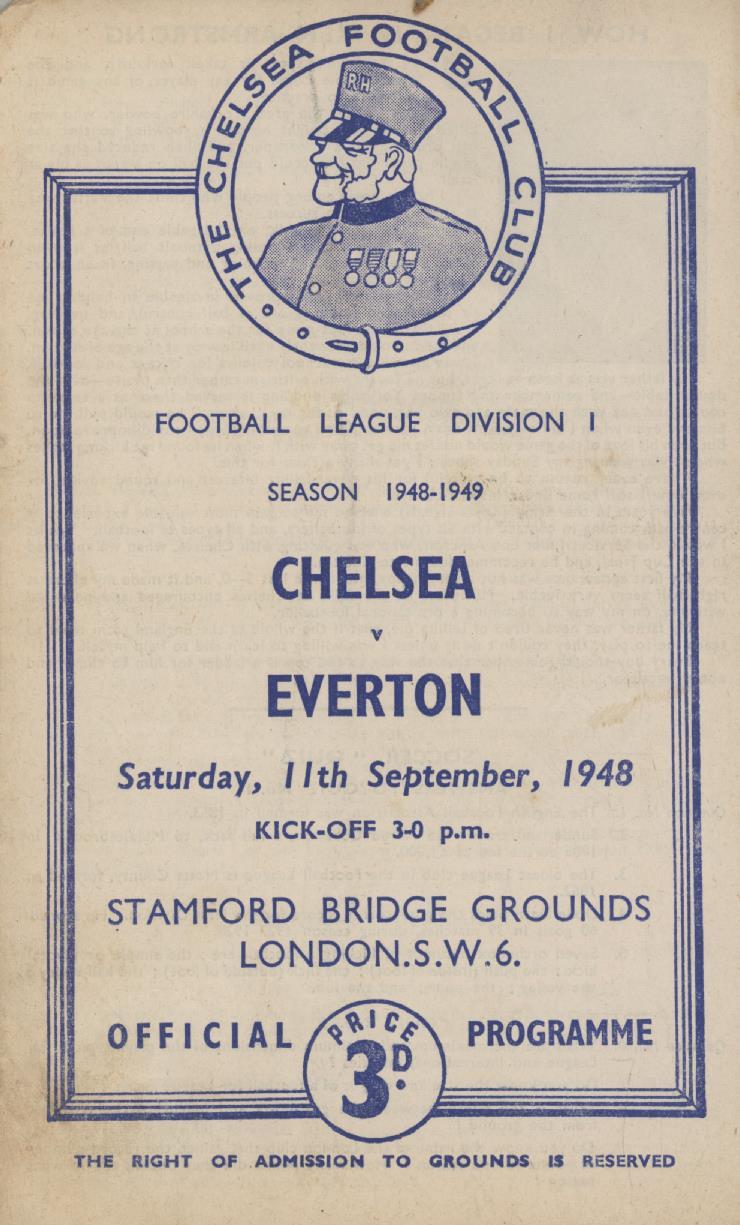 THE CHELSEA FOOTBALL CLUB
RH
FOOTBALL LEAGUE DIVISION I
SEASON 1948-1949
CHELSEA
v
EVERTON
Saturday, 11th September, 1948
KICK-OFF 3-0 p.m.
STAMFORD BRIDGE GROUNDS
LONDON.S.W.6.
OFFICIAL PROGRAMME
PRICE
3D.
THE RIGHT OF ADMISSION TO GROUNDS IS RESERVED